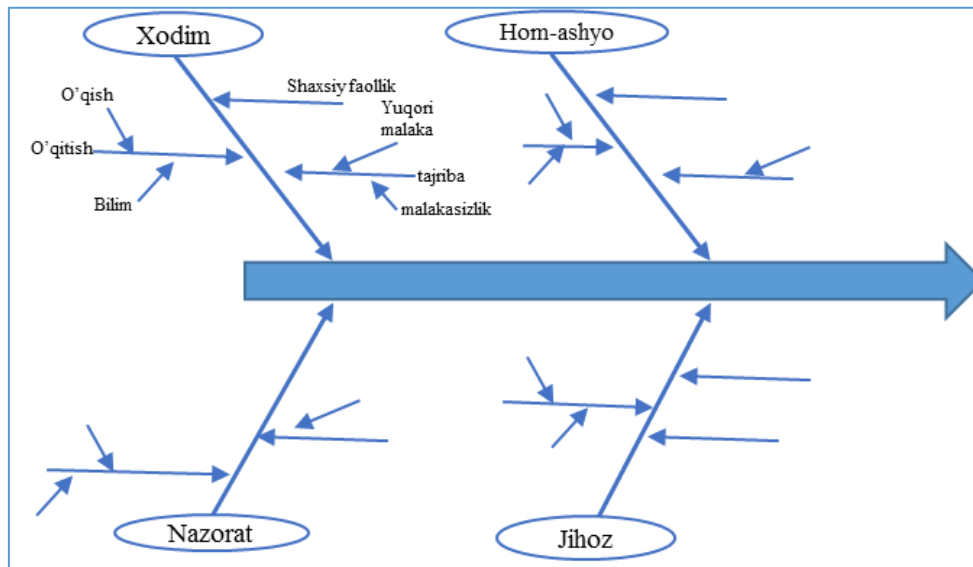 Xodim
Hom-ashyo
Shaxsiy faollik
O’qish
Yuqori
malaka
O’qitish
tajriba
Bilim
malakasizlik
Nazorat
Jihoz